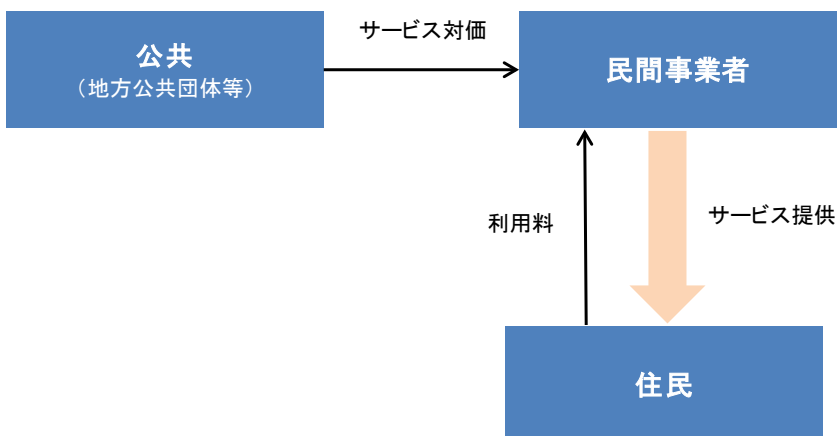 サービス対価
公共
（地方公共団体等）
民間事業者
利用料
サービス提供
住民